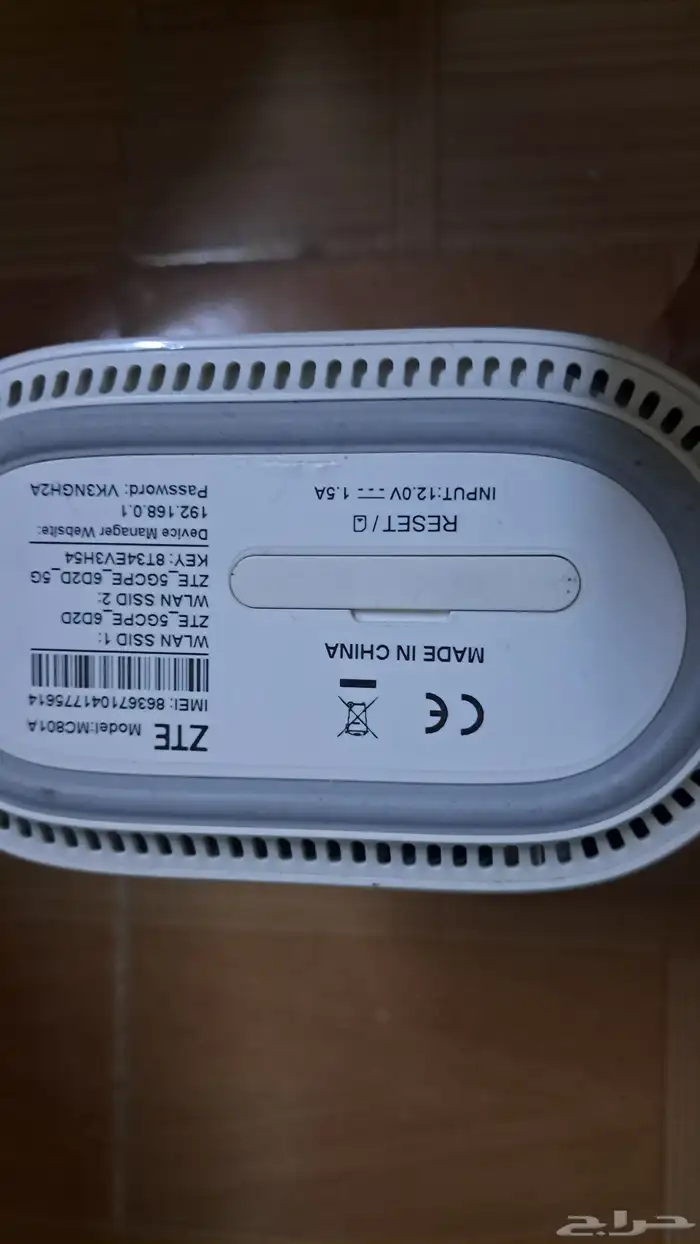 ZTE Model:MC801A
IMEI: 863671041775614
WLAN SSID 1:
ZTE_5GCPE_6D2D
WLAN SSID 2:
ZTE_5GCPE_6D2D_5G
KEY: 8T34EV3H54
Device Manager Website:
192.168.0.1
Password: VK3NGH2A
CE
MADE IN CHINA
RESET /
INPUT:12.0V 1.5A
حراج